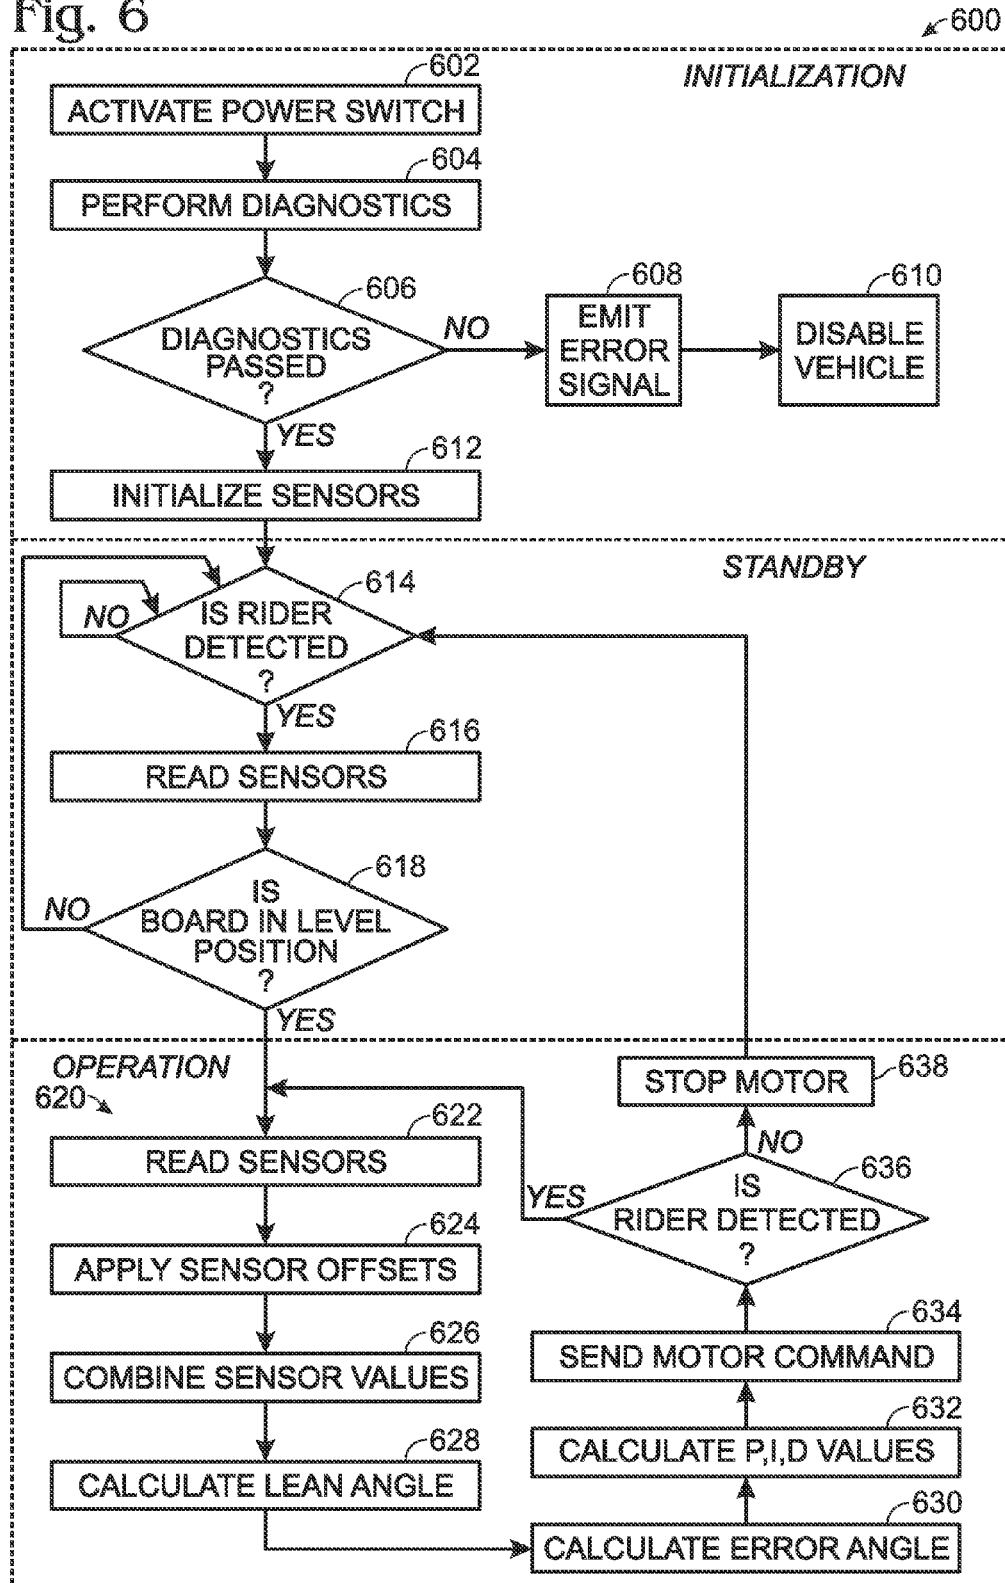 Fig. 6
600
INITIALIZATION
602
ACTIVATE POWER SWITCH
604
PERFORM DIAGNOSTICS
606
DIAGNOSTICS
PASSED
?
NO
608
EMIT
ERROR
SIGNAL
610
DISABLE
VEHICLE
YES
612
INITIALIZE SENSORS
STANDBY
614
IS RIDER
DETECTED
?
NO
YES
616
READ SENSORS
618
IS
BOARD IN LEVEL
POSITION
?
NO
YES
OPERATION
620
622
READ SENSORS
624
APPLY SENSOR OFFSETS
626
COMBINE SENSOR VALUES
628
CALCULATE LEAN ANGLE
630
CALCULATE ERROR ANGLE
632
CALCULATE P,I,D VALUES
634
SEND MOTOR COMMAND
636
IS
RIDER DETECTED
?
YES
NO
638
STOP MOTOR